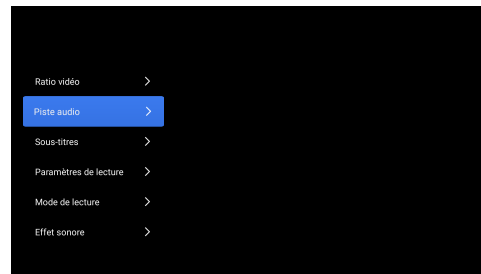 Ratio vidéo
Piste audio
Sous-titres
Paramètres de lecture
Mode de lecture
Effet sonore